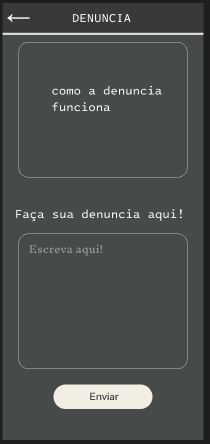 DENUNCIA
como a denuncia
funciona
Faça sua denuncia aqui!
Escreva aqui!
Enviar